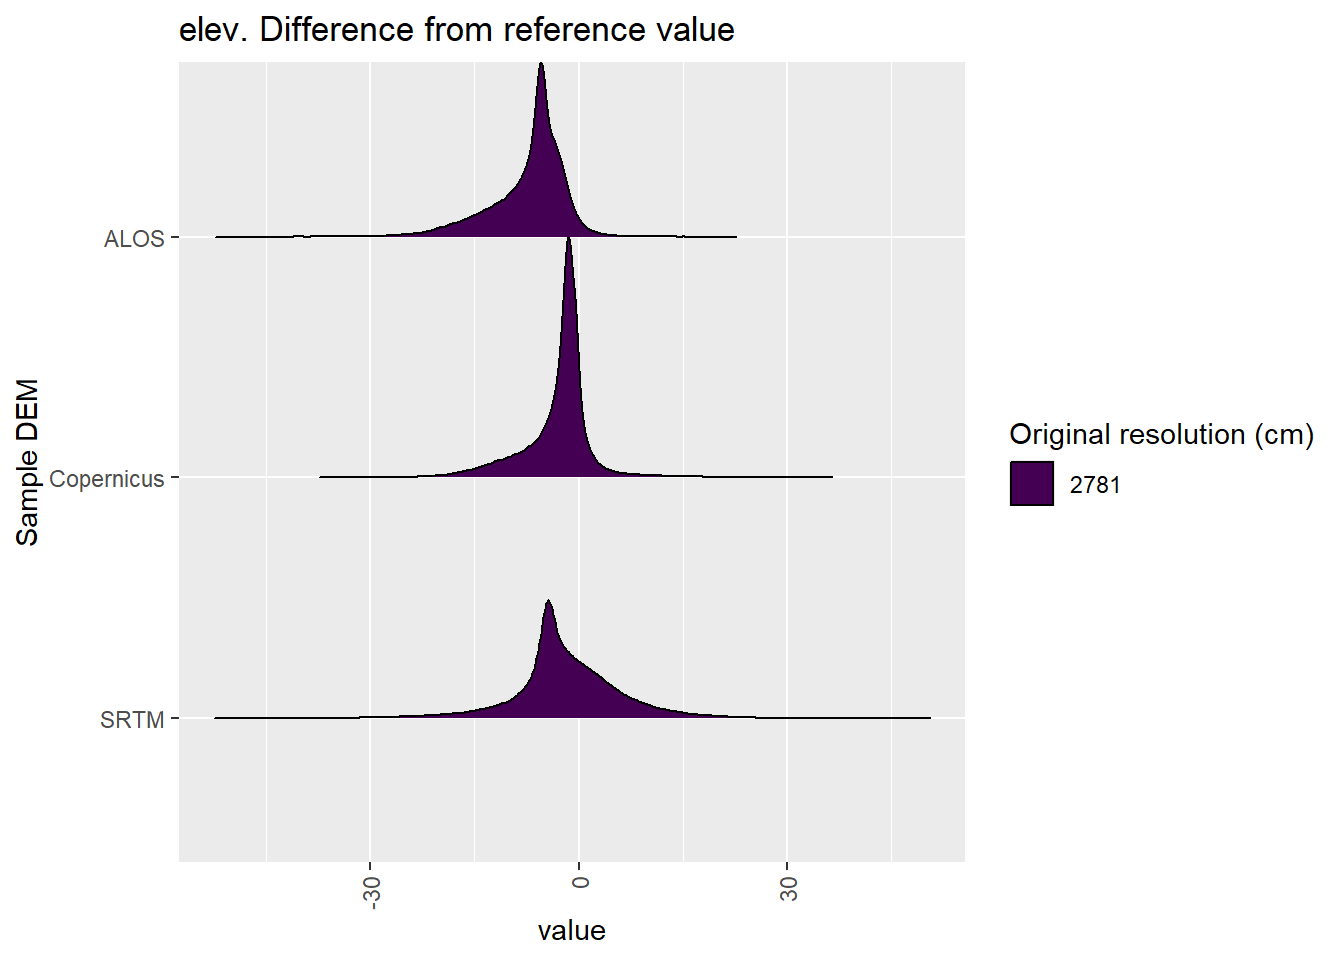 elev. Difference from reference value
Sample DEM
ALOS
Copernicus
SRTM
-30
0
30
value
Original resolution (cm)
2781